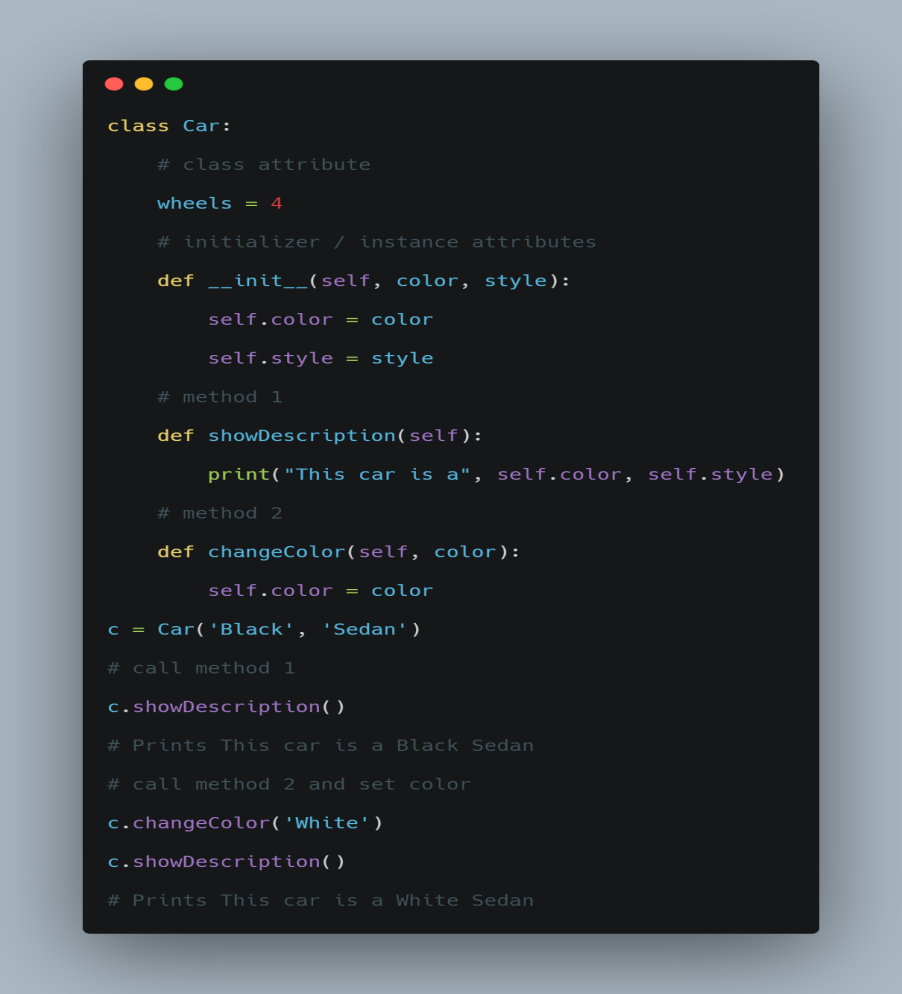 class Car:
    # class attribute
    wheels = 4
    # initializer / instance attributes
    def __init__(self, color, style):
        self.color = color
        self.style = style
    # method 1
    def showDescription(self):
        print("This car is a", self.color, self.style)
    # method 2
    def changeColor(self, color):
        self.color = color
c = Car('Black', 'Sedan')
# call method 1
c.showDescription()
# Prints This car is a Black Sedan
# call method 2 and set color
c.changeColor('White')
c.showDescription()
# Prints This car is a White Sedan